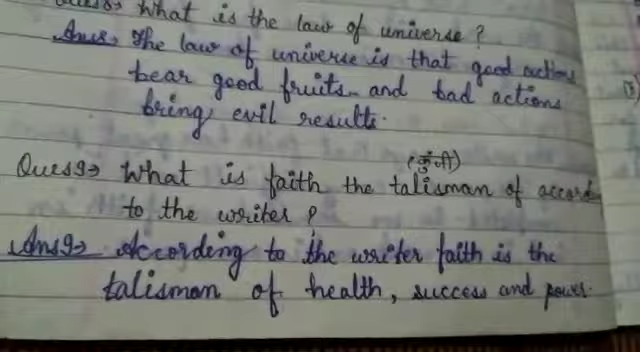 What is the law of universe ?
Ans8→ The law of universe is that good actions
bear good fruits and bad actions
bring evil results.
(कुंजी)
Ques9→ What is faith the talisman of accord
to the writer ?
Ans9→ According to the writer faith is the
talisman of health, success and power.